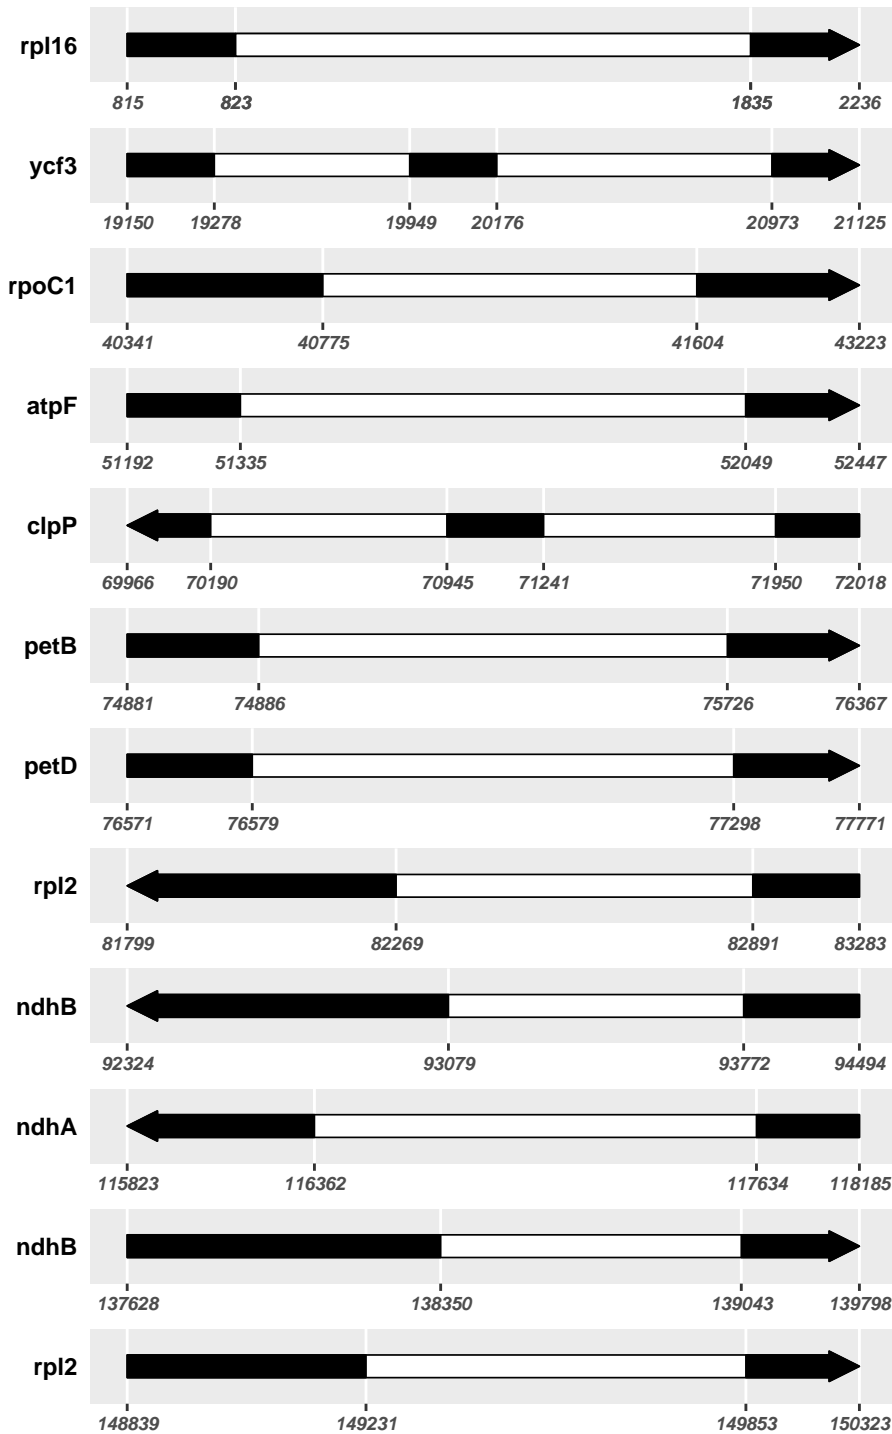 rpl16
815 823 1835 2236
ycf3
19150 19278 19949 20176 20973 21125
rpoC1
40341 40775 41604 43223
atpF
51192 51335 52049 52447
clpP
69966 70190 70945 71241 71950 72018
petB
74881 74886 75726 76367
petD
76571 76579 77298 77771
rpl2
81799 82269 82891 83283
ndhB
92324 93079 93772 94494
ndhA
115823 116362 117634 118185
ndhB
137628 138350 139043 139798
rpl2
148839 149231 149853 150323